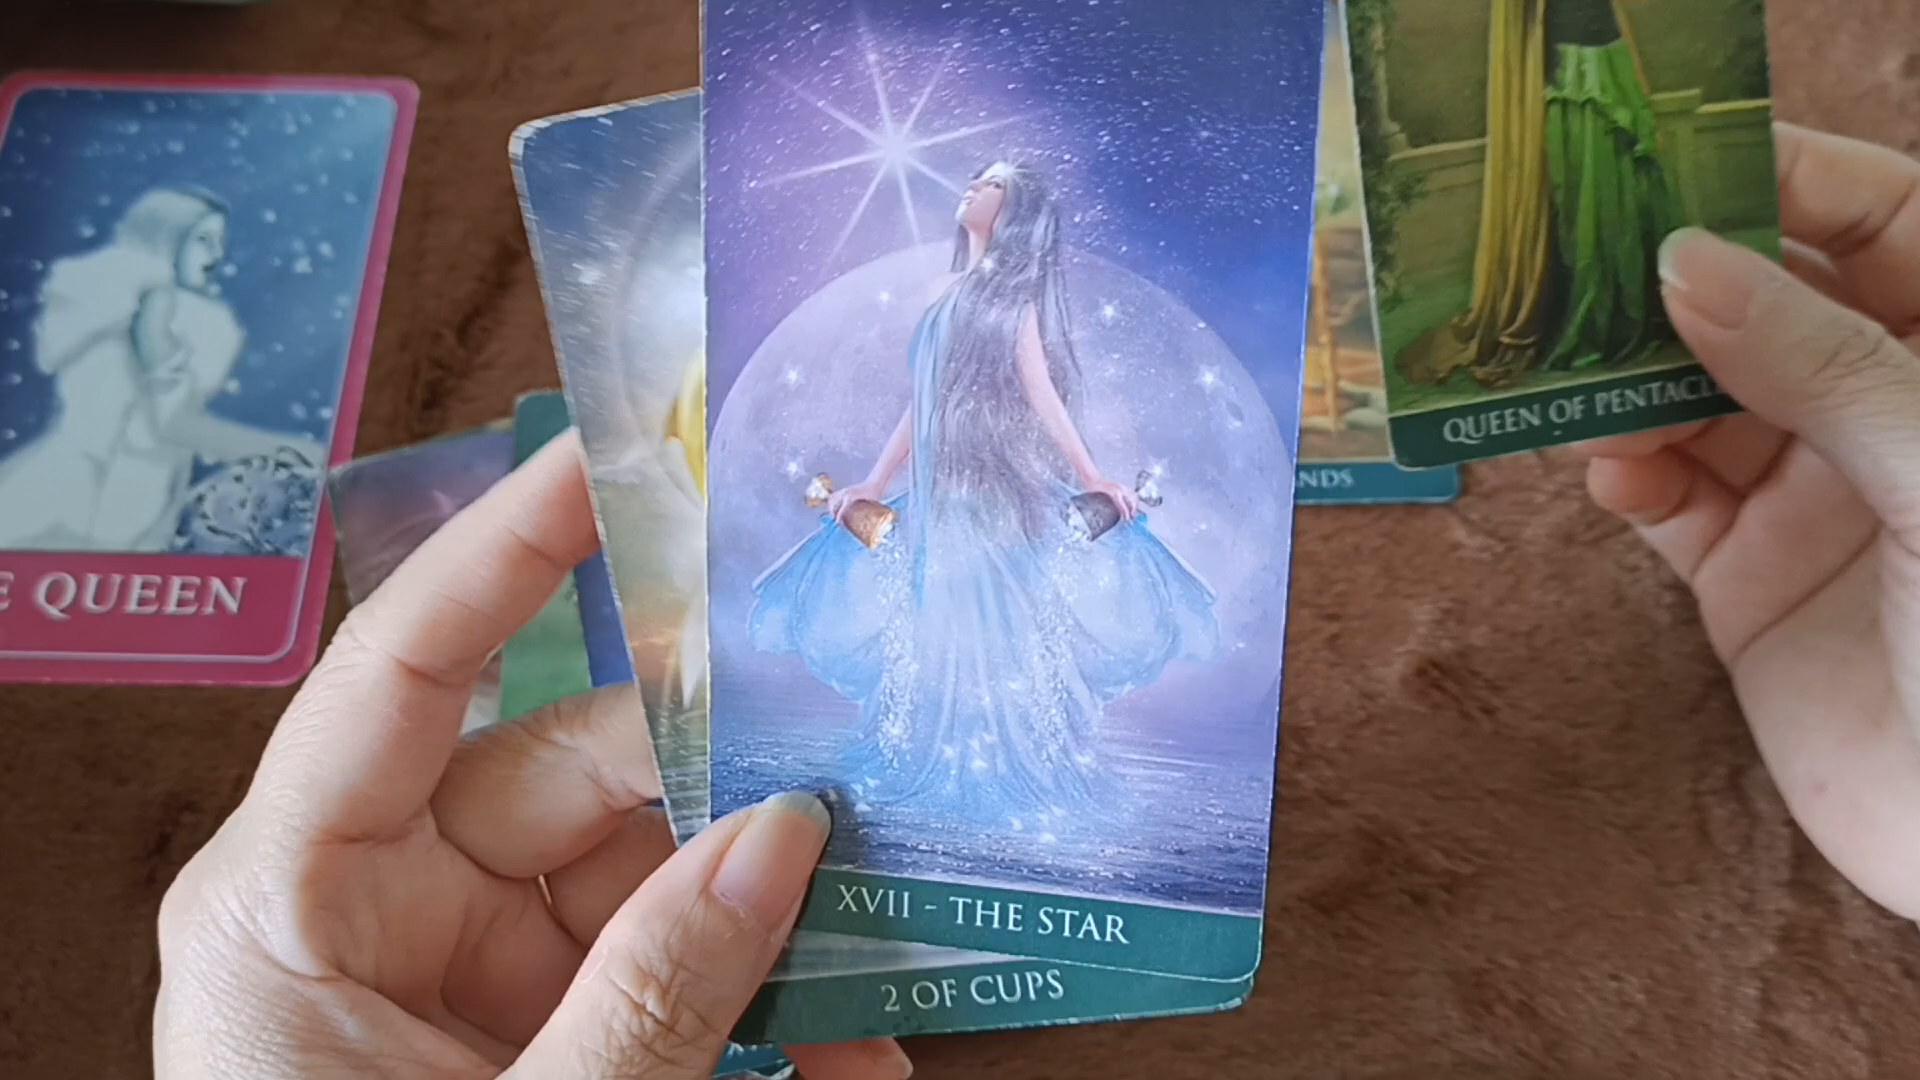 E QUEEN
QUEEN OF PENTACL
NDS
XVII - THE STAR
2 OF CUPS